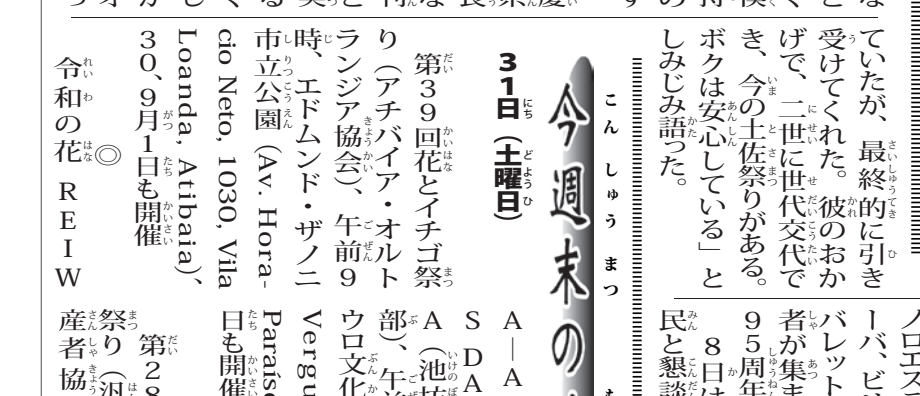 ていたが、最終的に引き
受けてくれた。彼のおか
げで、二世に世代交代で
き、今の土佐祭りがある。
ボクは安心している」と
しみじみ語った。
ノロエス
ーバ、ビリ
バレット
者が集ま
8日は
95周年
民と懇談
今週末の
31日（土曜日）
第39回花とイチゴ祭
り（アチバイア・オルト
ランジア協会）、午前9
時、エドムンド・ザノニ
市立公園（Av. Hora-
cio Neto, 1030, Vila
Loanda, Atibaia）、
30、9月1日も開催
◎
令和の花 REIW
A―A
SDA
A（池坊
部）、午前
ウロ文化
Vergu
Paraíso
日も開催
第28
祭り（汎
産者協